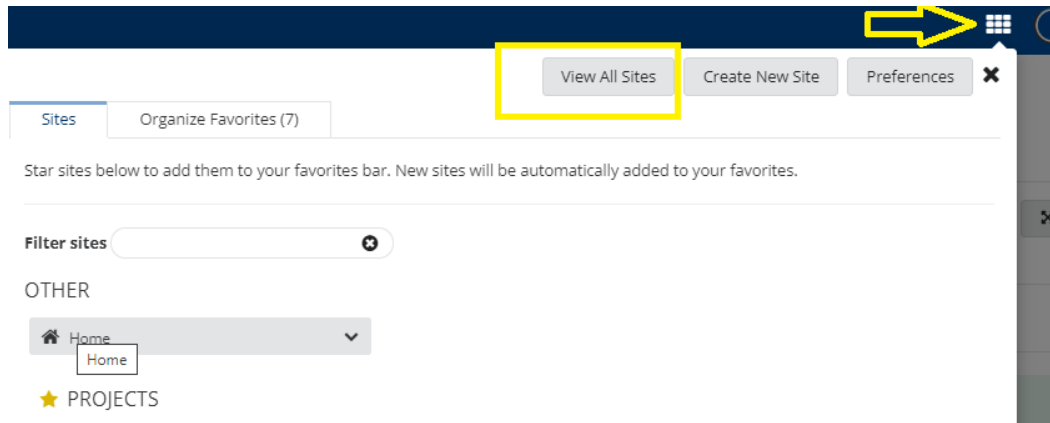 View All Sites Create New Site Preferences
Sites Organize Favorites (7)
Star sites below to add them to your favorites bar. New sites will be automatically added to your favorites.
Filter sites
OTHER
Home
Home
PROJECTS